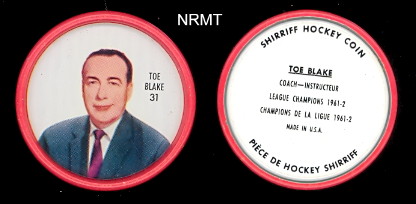 NRMT
TOE
BLAKE
31
SHIRRIFF HOCKEY COIN
TOE BLAKE
COACH—INSTRUCTEUR
LEAGUE CHAMPIONS 1961-2
CHAMPIONS DE LA LIGUE 1961-2
MADE IN U.S.A.
PIÈCE DE HOCKEY SHIRRIFF